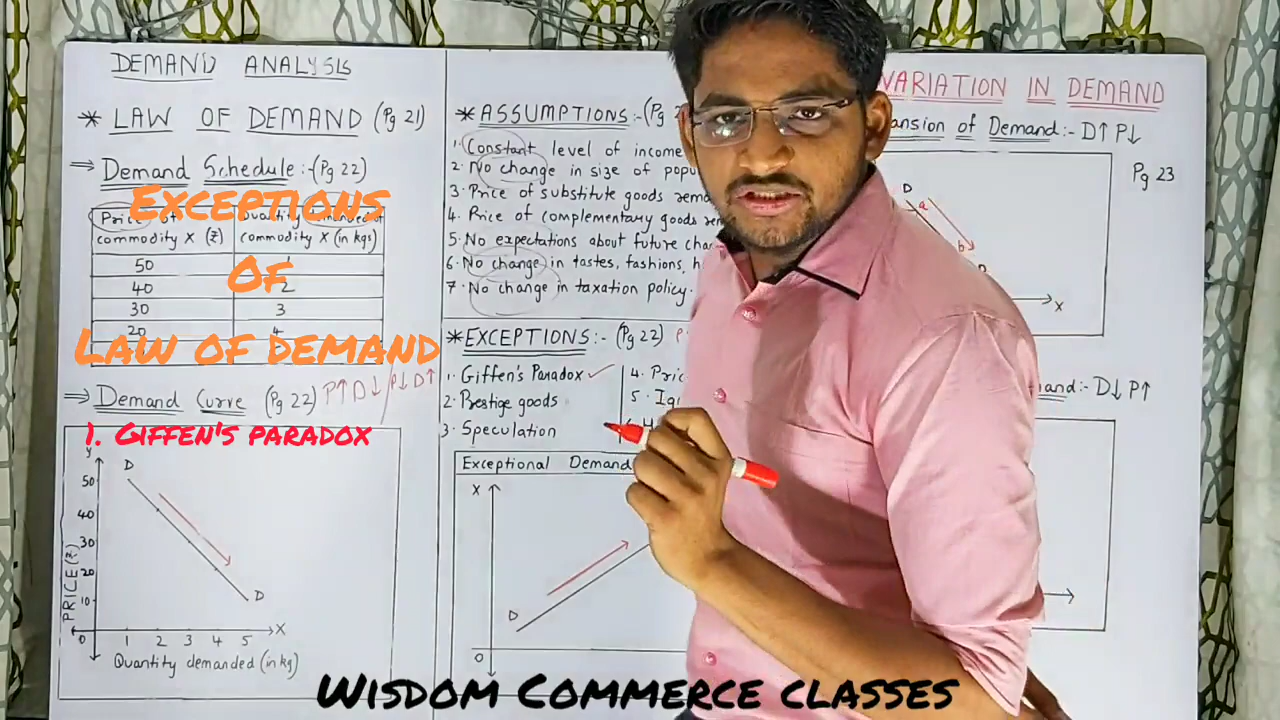 DEMAND ANALYSIS
* LAW OF DEMAND (Pg 21)
⇒ Demand Schedule :-(Pg 22)
Exceptions
Of
Law of demand
Price
Quantity
commodity X (₹)
commodity X (in kgs)
50
40 2
30 3
20 4
⇒ Demand Curve (Pg 22) P↑ D↓ / P↓ D↑
1. Giffen's paradox
y
D
50
40
30
20
10
PRICE (₹)
D
0 1 2 3 4 5 X
Quantity demanded (in kg)
* ASSUMPTIONS :- (Pg
1. Constant level of income
2. No change in size of
3. Price of substitute goods
4. Price of complementary goods
5. No expectations about future
6. No change in tastes, fashions,
7. No change in taxation policy.
* EXCEPTIONS :- (Pg 22)
1. Giffen's Paradox ✓
2. Prestige goods
3. Speculation
4.
5.
Exceptional Demand
X
D
0
VARIATION IN DEMAND
of Demand:- D↑ P↓
Pg 23
D
a
b
X
:- D↓ P↑
Wisdom Commerce classes